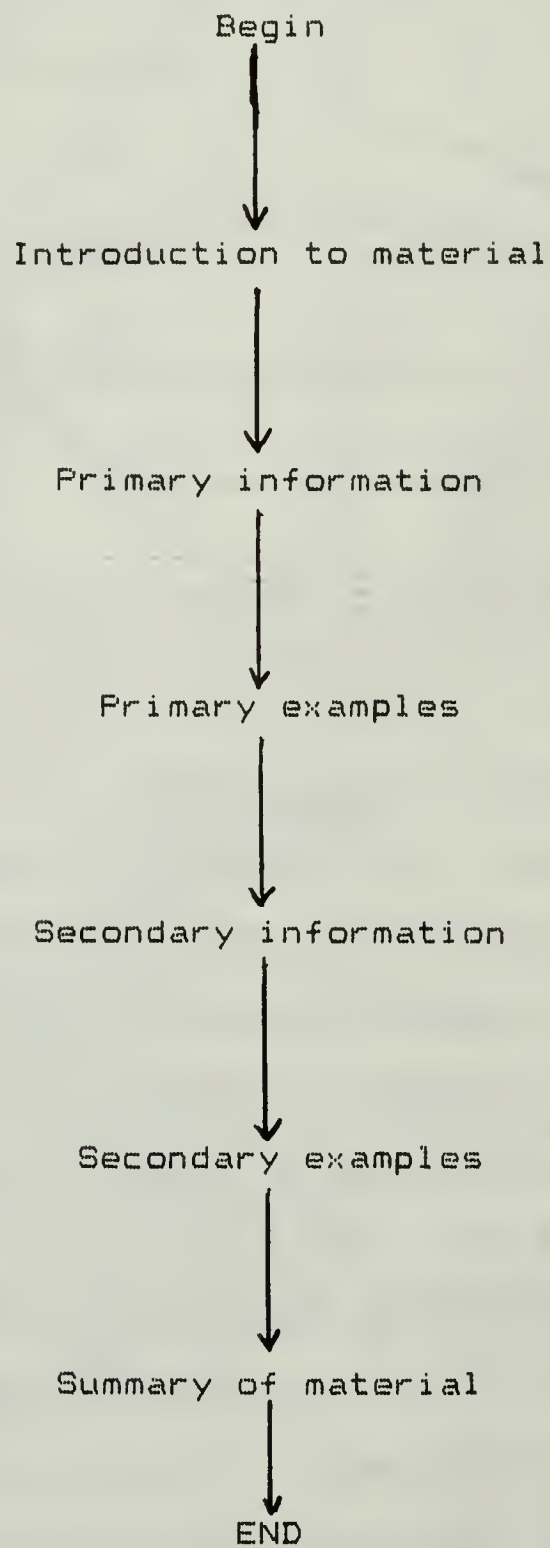 Begin
Introduction to material
Primary information
Primary examples
Secondary information
Secondary examples
Summary of material
END